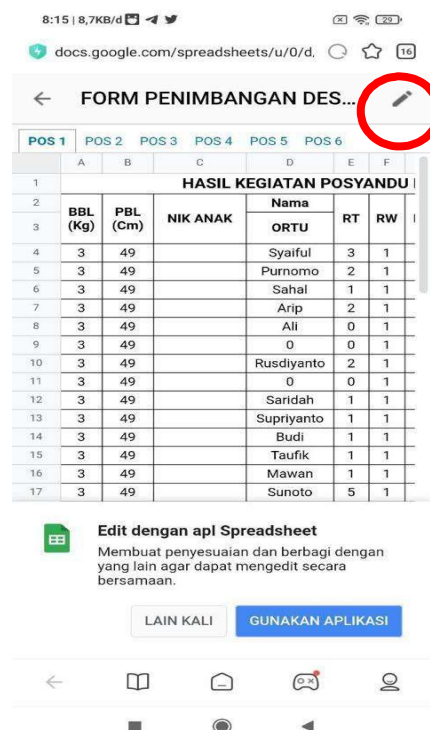 8:15 | 8,7KB/d 29
docs.google.com/spreadsheets/u/0/d, 16
FORM PENIMBANGAN DES...
POS 1 POS 2 POS 3 POS 4 POS 5 POS 6
A B C D E F
1 HASIL KEGIATAN POSYANDU
2 BBL (Kg) PBL (Cm) NIK ANAK Nama RT RW
3 ORTU
4 3 49 Syaiful 3 1
5 3 49 Purnomo 2 1
6 3 49 Sahal 1 1
7 3 49 Arip 2 1
8 3 49 Ali 0 1
9 3 49 0 0 1
10 3 49 Rusdiyanto 2 1
11 3 49 0 0 1
12 3 49 Saridah 1 1
13 3 49 Supriyanto 1 1
14 3 49 Budi 1 1
15 3 49 Taufik 1 1
16 3 49 Mawan 1 1
17 3 49 Sunoto 5 1
Edit dengan apl Spreadsheet
Membuat penyesuaian dan berbagi dengan
yang lain agar dapat mengedit secara
bersamaan.
LAIN KALI GUNAKAN APLIKASI